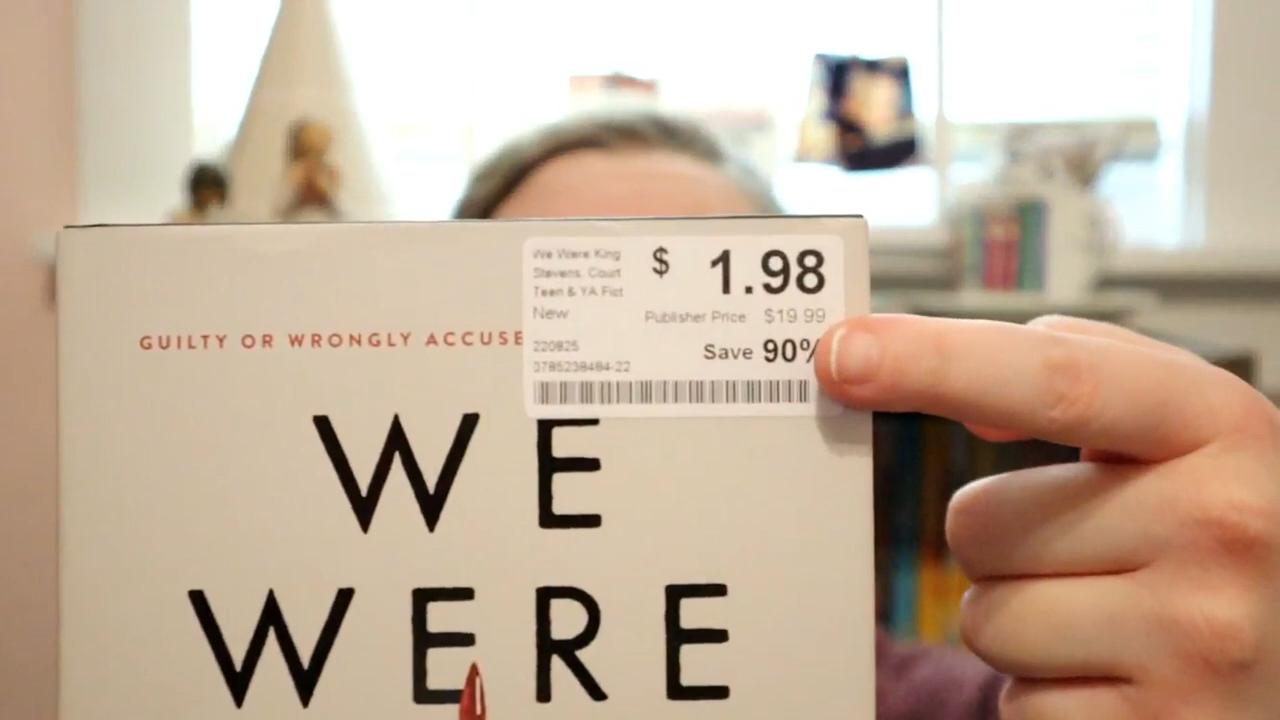 We Were King
Stevens, Court
Teen & YA Fict
New
220825
0785238484-22
$ 1.98
Publisher Price $19.99
Save 90%
GUILTY OR WRONGLY ACCUSE
WE
WERE